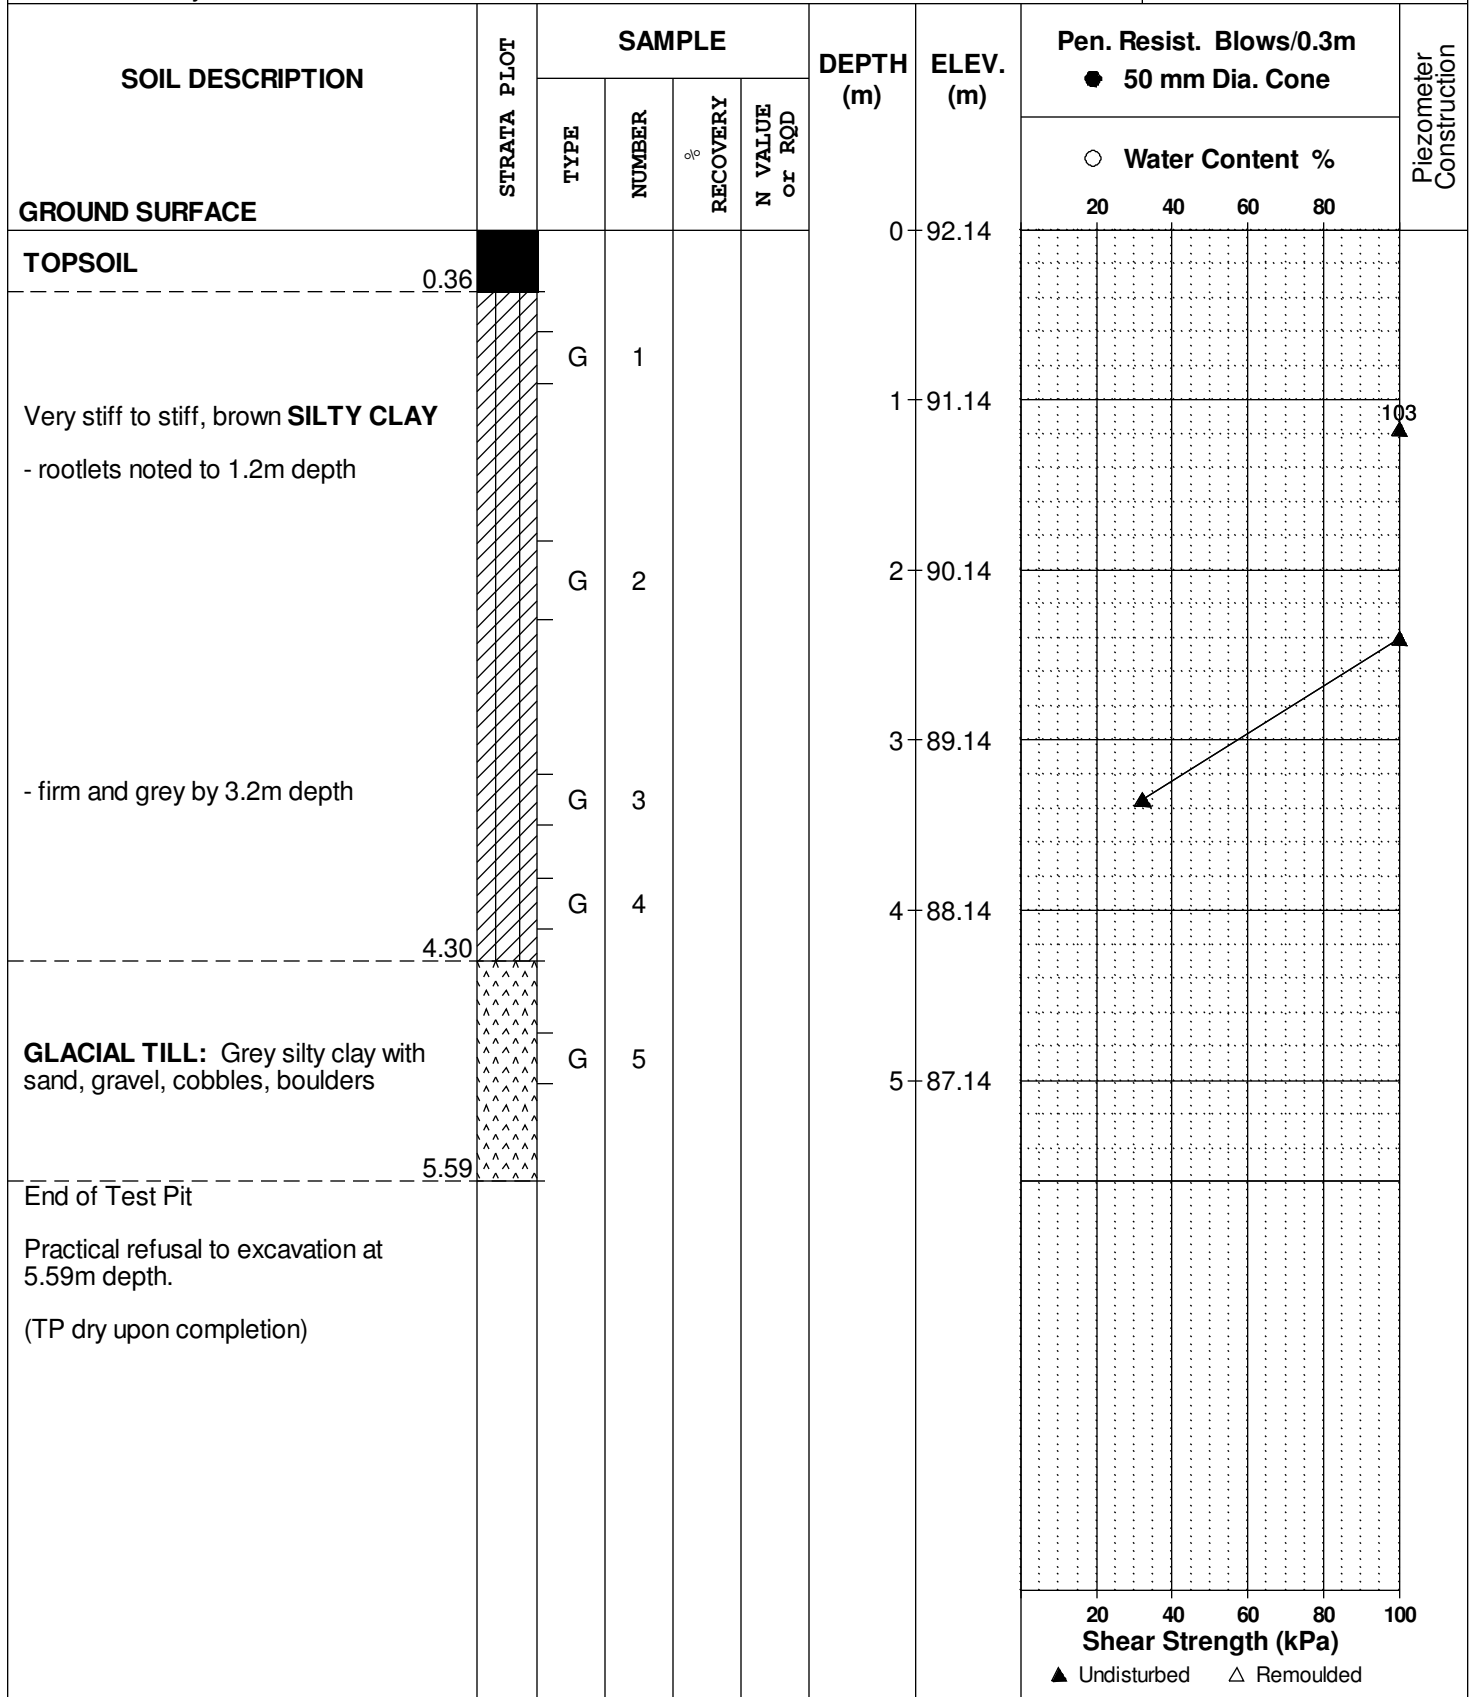 SOIL DESCRIPTION
GROUND SURFACE
STRATA PLOT
SAMPLE
TYPE
NUMBER
% RECOVERY
N VALUE
or RQD
DEPTH
(m)
ELEV.
(m)
Pen. Resist. Blows/0.3m
● 50 mm Dia. Cone
○ Water Content %
20 40 60 80
Piezometer
Construction
0 92.14
TOPSOIL
0.36
G 1
1 91.14
103
Very stiff to stiff, brown SILTY CLAY
- rootlets noted to 1.2m depth
2 90.14
G 2
3 89.14
- firm and grey by 3.2m depth
G 3
G 4
4 88.14
4.30
GLACIAL TILL: Grey silty clay with
sand, gravel, cobbles, boulders
G 5
5 87.14
5.59
End of Test Pit
Practical refusal to excavation at
5.59m depth.
(TP dry upon completion)
20 40 60 80 100
Shear Strength (kPa)
▲ Undisturbed △ Remoulded